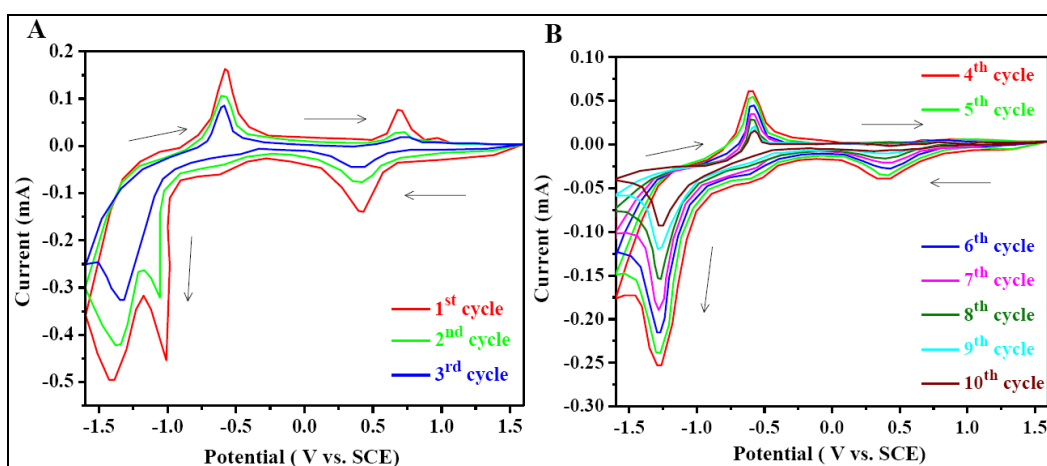 A
0.2
0.1
0.0
-0.1
-0.2
-0.3
-0.4
-0.5
Current (mA)
-1.5 -1.0 -0.5 0.0 0.5 1.0 1.5
Potential ( V vs. SCE)
1st cycle
2nd cycle
3rd cycle
B
0.10
0.05
0.00
-0.05
-0.10
-0.15
-0.20
-0.25
-0.30
Current (mA)
-1.5 -1.0 -0.5 0.0 0.5 1.0 1.5
Potential ( V vs. SCE)
4th cycle
5th cycle
6th cycle
7th cycle
8th cycle
9th cycle
10th cycle